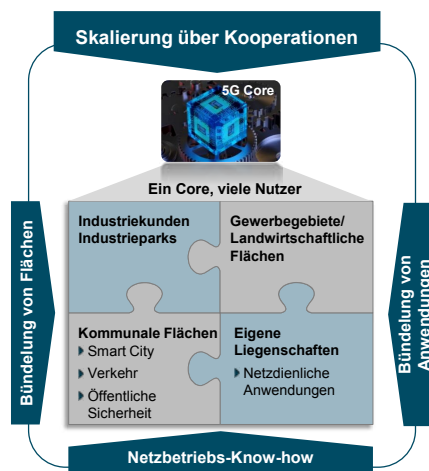 Skalierung über Kooperationen
5G Core
Ein Core, viele Nutzer
Industriekunden
Industrieparks
Gewerbegebiete/
Landwirtschaftliche
Flächen
Kommunale Flächen
Smart City
Verkehr
Öffentliche
Sicherheit
Eigene
Liegenschaften
Netzdienliche
Anwendungen
Bündelung von Flächen
Bündelung von
Anwendungen
Netzbetriebs-Know-how